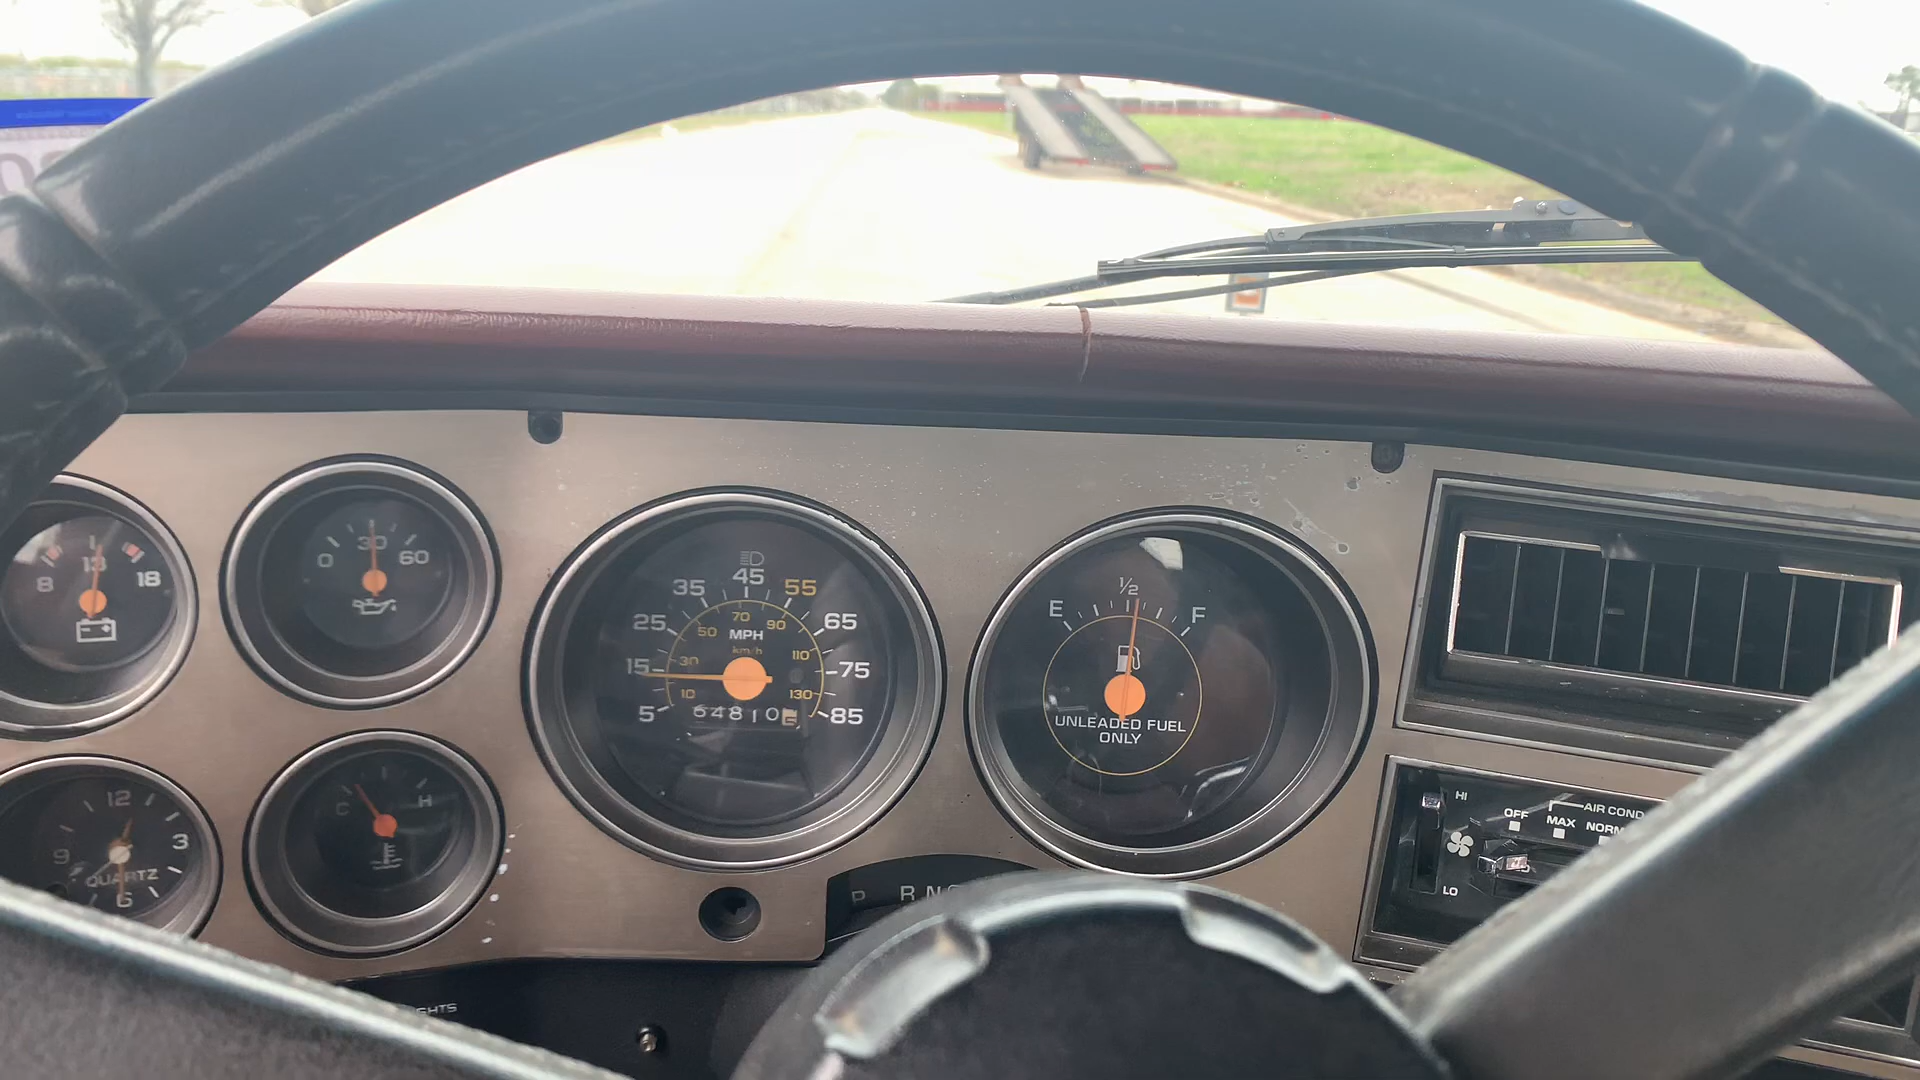 8 13 18
0 30 60
5 15 25 35 45 55 65 75 85
10 30 50 70 90 110 130
MPH
km/h
64810
E 1/2 F
UNLEADED FUEL
ONLY
12
9 3
QUARTZ
6
C H
P R N
HI
LO
OFF
MAX
NORM
AIR COND
GHTS